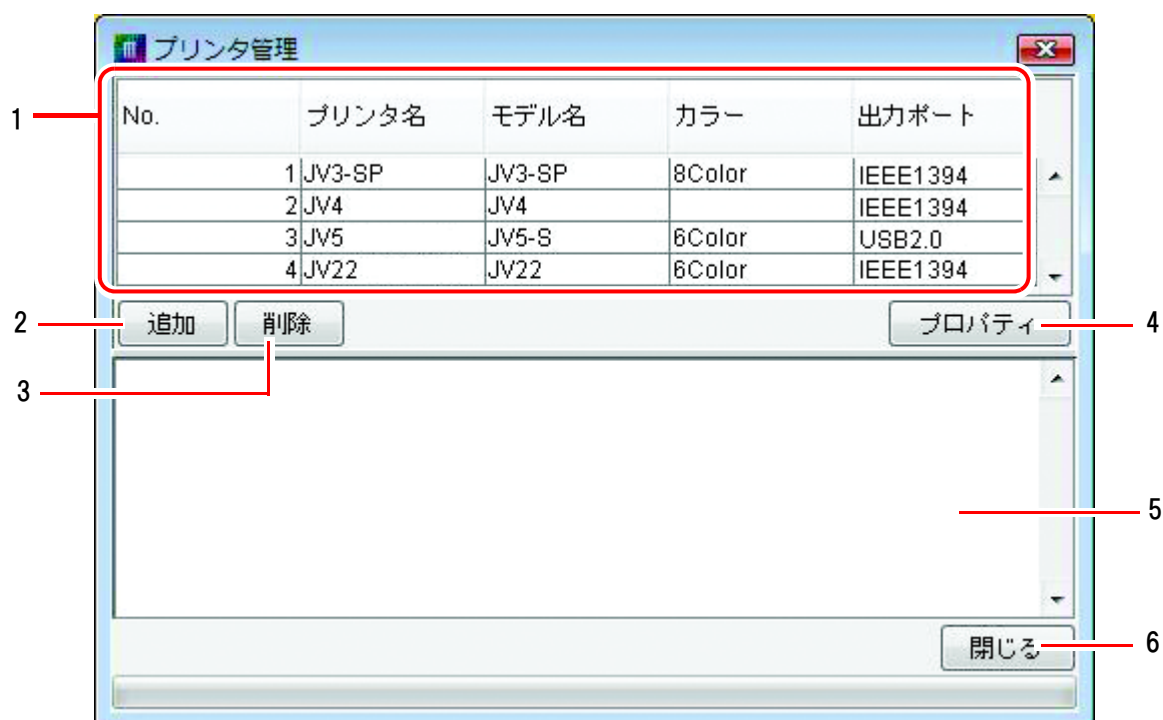 プリンタ管理
1
No. プリンタ名 モデル名 カラー 出力ポート
1 JV3-SP JV3-SP 8Color IEEE1394
2 JV4 JV4 IEEE1394
3 JV5 JV5-S 6Color USB2.0
4 JV22 JV22 6Color IEEE1394
2 追加 削除 プロパティ 4
3
5
閉じる 6